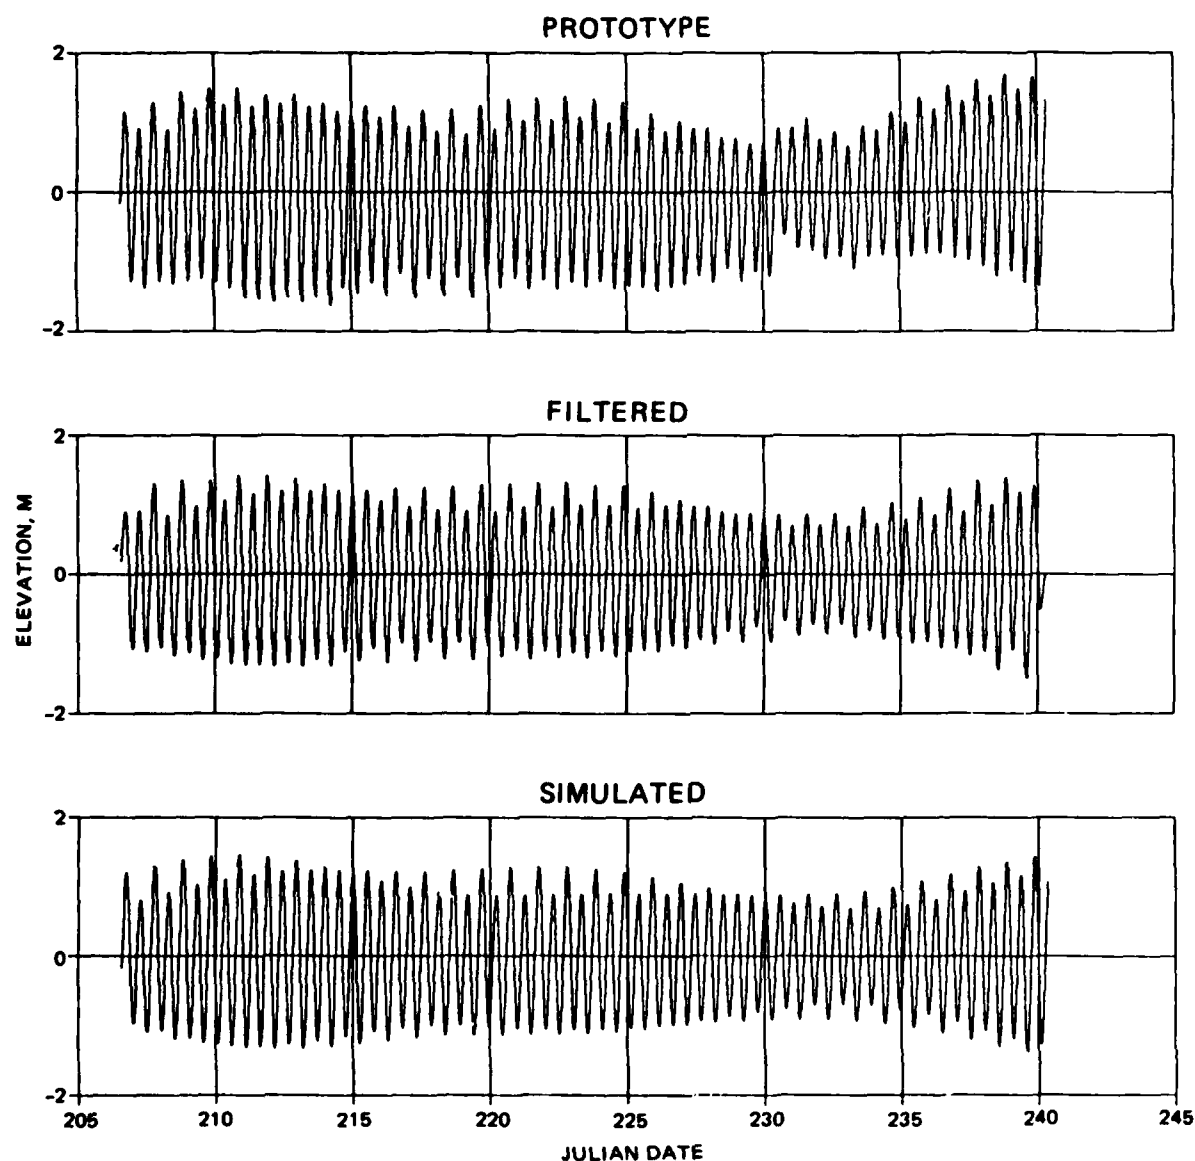 PROTOTYPE
2
0
-2
FILTERED
2
0
-2
ELEVATION, M
SIMULATED
2
0
-2
205 210 215 220 225 230 235 240 245
JULIAN DATE